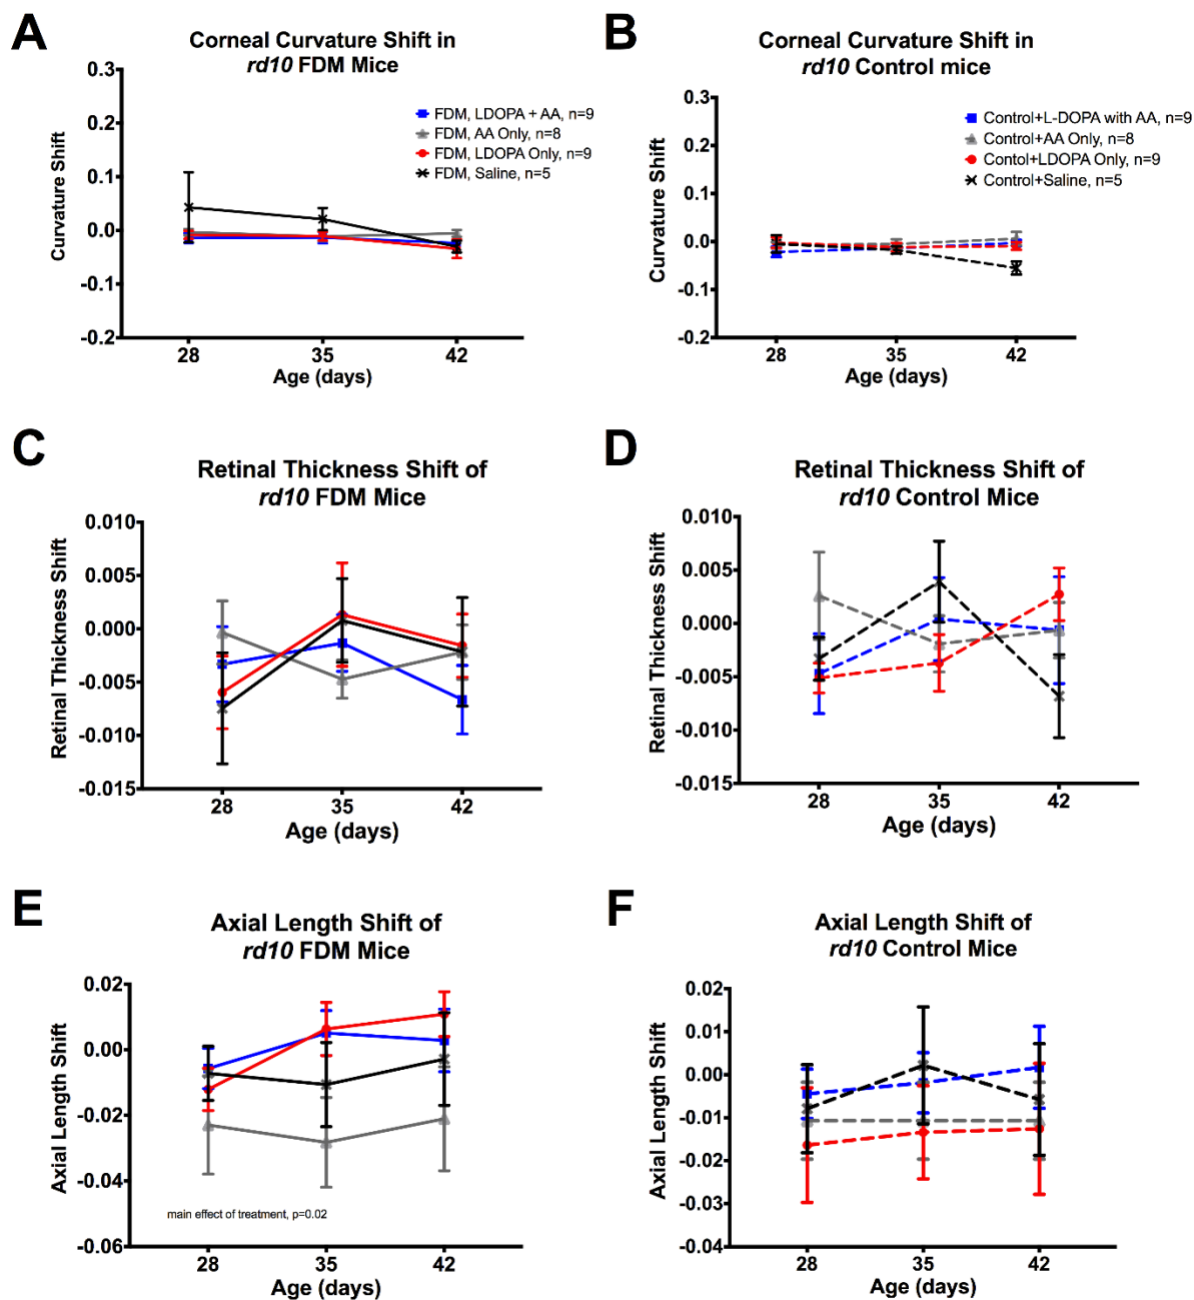 A
Corneal Curvature Shift in
rd10 FDM Mice
0.3
0.2
0.1
0.0
-0.1
-0.2
Curvature Shift
FDM, LDOPA + AA, n=9
FDM, AA Only, n=8
FDM, LDOPA Only, n=9
FDM, Saline, n=5
28 35 42
Age (days)
B
Corneal Curvature Shift in
rd10 Control mice
0.3
0.2
0.1
0.0
-0.1
-0.2
Curvature Shift
Control+L-DOPA with AA, n=9
Control+AA Only, n=8
Contol+LDOPA Only, n=9
Control+Saline, n=5
28 35 42
Age (days)
C
Retinal Thickness Shift of
rd10 FDM Mice
0.010
0.005
0.000
-0.005
-0.010
-0.015
Retinal Thickness Shift
28 35 42
Age (days)
D
Retinal Thickness Shift of
rd10 Control Mice
0.010
0.005
0.000
-0.005
-0.010
-0.015
Retinal Thickness Shift
28 35 42
Age (days)
E
Axial Length Shift of
rd10 FDM Mice
0.02
0.00
-0.02
-0.04
-0.06
Axial Length Shift
main effect of treatment, p=0.02
28 35 42
Age (days)
F
Axial Length Shift of
rd10 Control Mice
0.02
0.01
0.00
-0.01
-0.02
-0.03
-0.04
Axial Length Shift
28 35 42
Age (days)